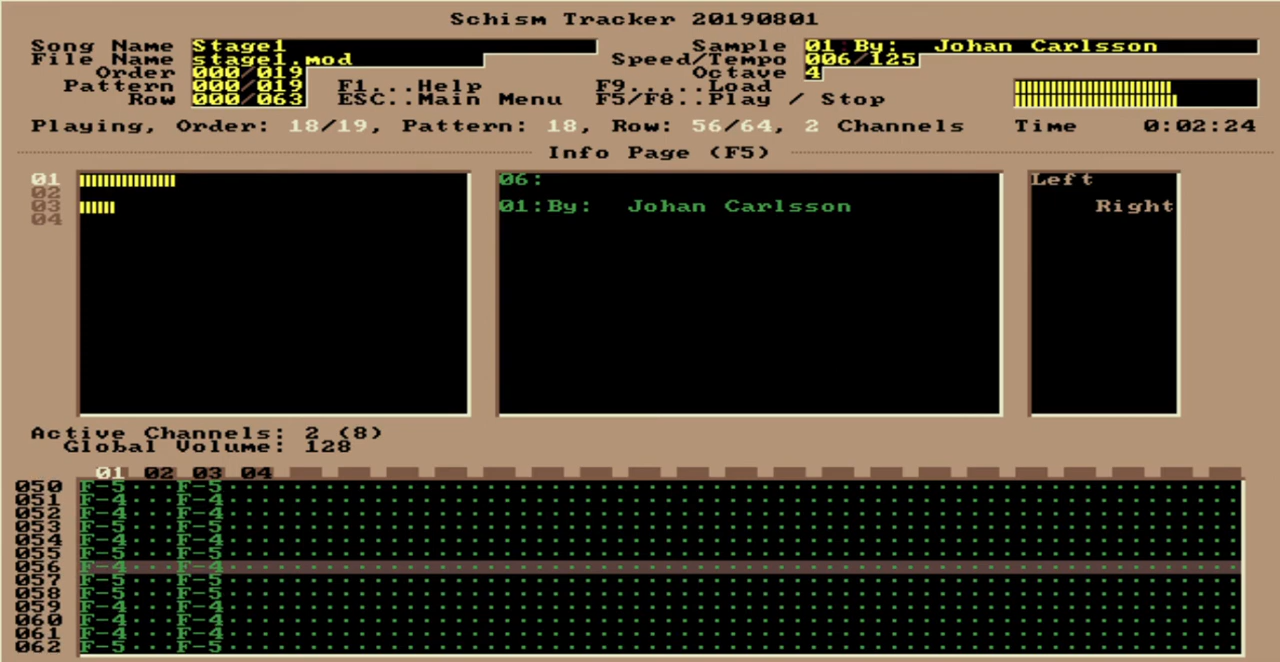 Schism Tracker 20190801
Song Name Stage1 Sample 01:By: Johan Carlsson
File Name stage1.mod Speed/Tempo 006/125
Order 000/019 Octave 4
Pattern 000/019 F1...Help F9.....Load
Row 000/063 ESC..Main Menu F5/F8..Play / Stop
Playing, Order: 18/19, Pattern: 18, Row: 56/64, 2 Channels Time 0:02:24
Info Page (F5)
01 06: Left
02
03 01:By: Johan Carlsson Right
04
Active Channels: 2 (8)
Global Volume: 128
01 02 03 04
050 F-5...F-5
051 F-4...F-4
052 F-4...F-4
053 F-5...F-5
054 F-4...F-4
055 F-5...F-5
056 F-4...F-4
057 F-5...F-5
058 F-5...F-5
059 F-4...F-4
060 F-4...F-4
061 F-4...F-4
062 F-5...F-5